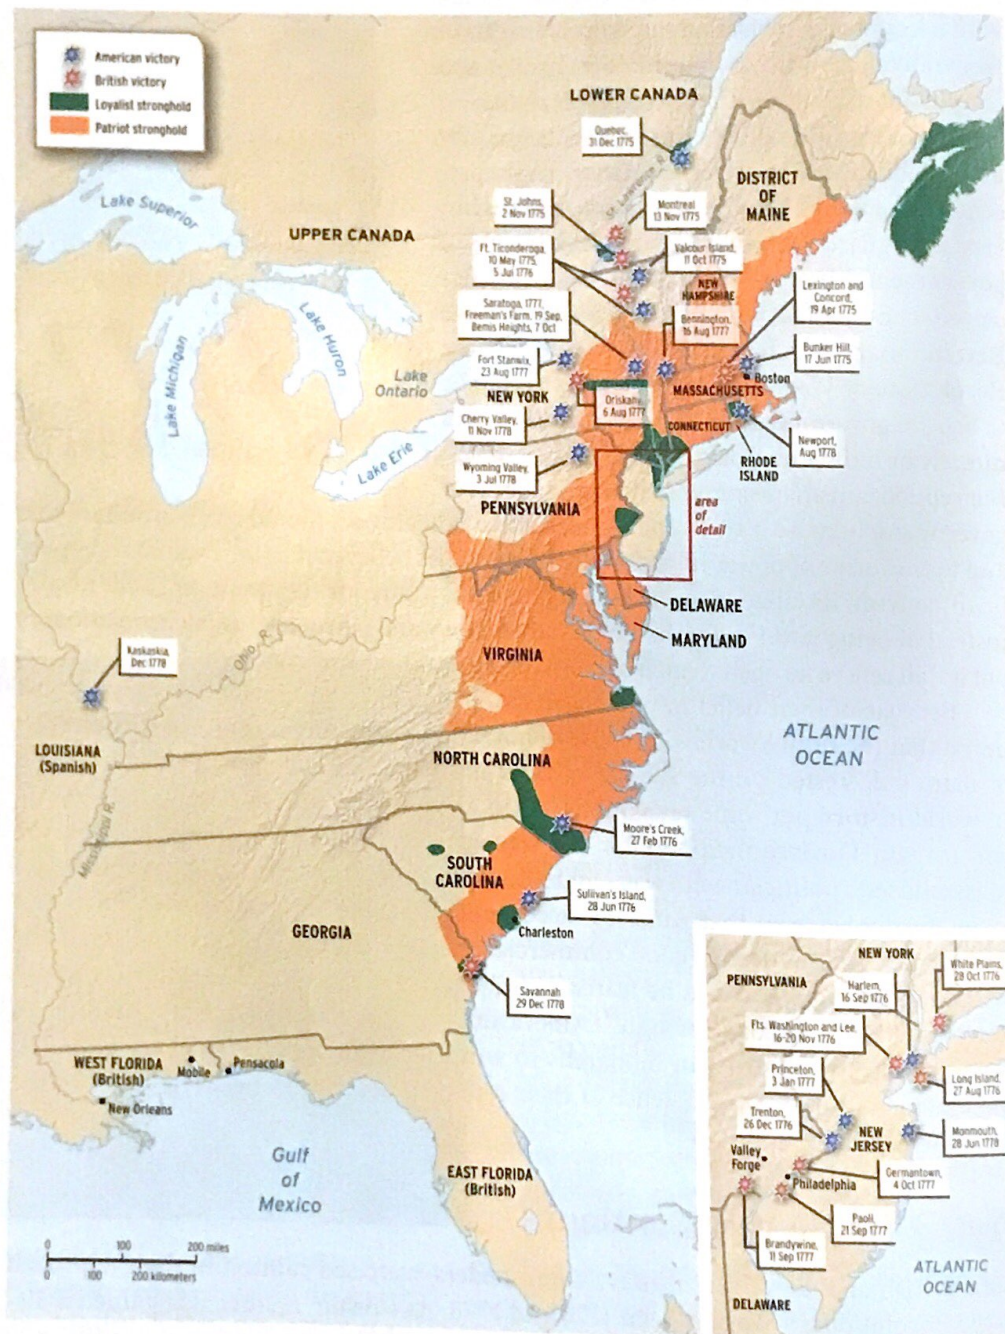 American victory
British victory
Loyalist stronghold
Patriot stronghold
LOWER CANADA
Quebec,
31 Dec 1775
DISTRICT
OF
MAINE
Lake Superior
UPPER CANADA
St. Johns,
2 Nov 1775
St. Lawrence R.
Montreal
13 Nov 1775
Ft. Ticonderoga,
10 May 1775,
5 Jul 1776
Valcour Island,
11 Oct 1775
NEW
HAMPSHIRE
Lexington and
Concord,
19 Apr 1775
Saratoga, 1777,
Freeman's Farm, 19 Sep,
Bemis Heights, 7 Oct
Bennington,
16 Aug 1777
Lake Michigan
Lake Huron
Lake
Ontario
Fort Stanwix,
23 Aug 1777
Bunker Hill,
17 Jun 1775
Boston
NEW YORK
Oriskany,
6 Aug 1777
MASSACHUSETTS
Cherry Valley,
11 Nov 1778
CONNECTICUT
Newport,
Aug 1778
Lake Erie
Wyoming Valley,
3 Jul 1778
RHODE
ISLAND
PENNSYLVANIA
area
of
detail
DELAWARE
MARYLAND
Kaskaskia,
Dec 1778
Ohio R.
VIRGINIA
LOUISIANA
(Spanish)
ATLANTIC
OCEAN
NORTH CAROLINA
Mississippi R.
Moore's Creek,
27 Feb 1776
SOUTH
CAROLINA
Sullivan's Island,
28 Jun 1776
GEORGIA
Charleston
Savannah
29 Dec 1778
WEST FLORIDA
(British)
Mobile
Pensacola
New Orleans
Gulf
of
Mexico
EAST FLORIDA
(British)
0 100 200 miles
0 100 200 kilometers
NEW YORK
White Plains,
28 Oct 1776
PENNSYLVANIA
Harlem,
16 Sep 1776
Fts. Washington and Lee,
16-20 Nov 1776
Princeton,
3 Jan 1777
Long Island,
27 Aug 1776
Trenton,
26 Dec 1776
NEW
JERSEY
Monmouth,
28 Jun 1778
Valley
Forge
Philadelphia
Germantown,
4 Oct 1777
Paoli,
21 Sep 1777
Brandywine,
11 Sep 1777
ATLANTIC
OCEAN
DELAWARE